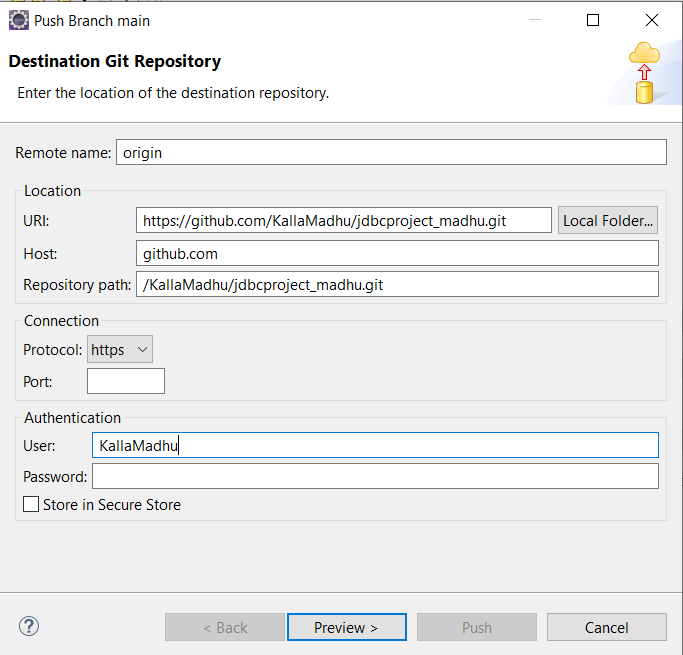 Push Branch main
Destination Git Repository
Enter the location of the destination repository.
Remote name: origin
Location
URI: https://github.com/KallaMadhu/jdbcproject_madhu.git Local Folder...
Host: github.com
Repository path: /KallaMadhu/jdbcproject_madhu.git
Connection
Protocol: https
Port:
Authentication
User: KallaMadhu
Password:
Store in Secure Store
? < Back Preview > Push Cancel